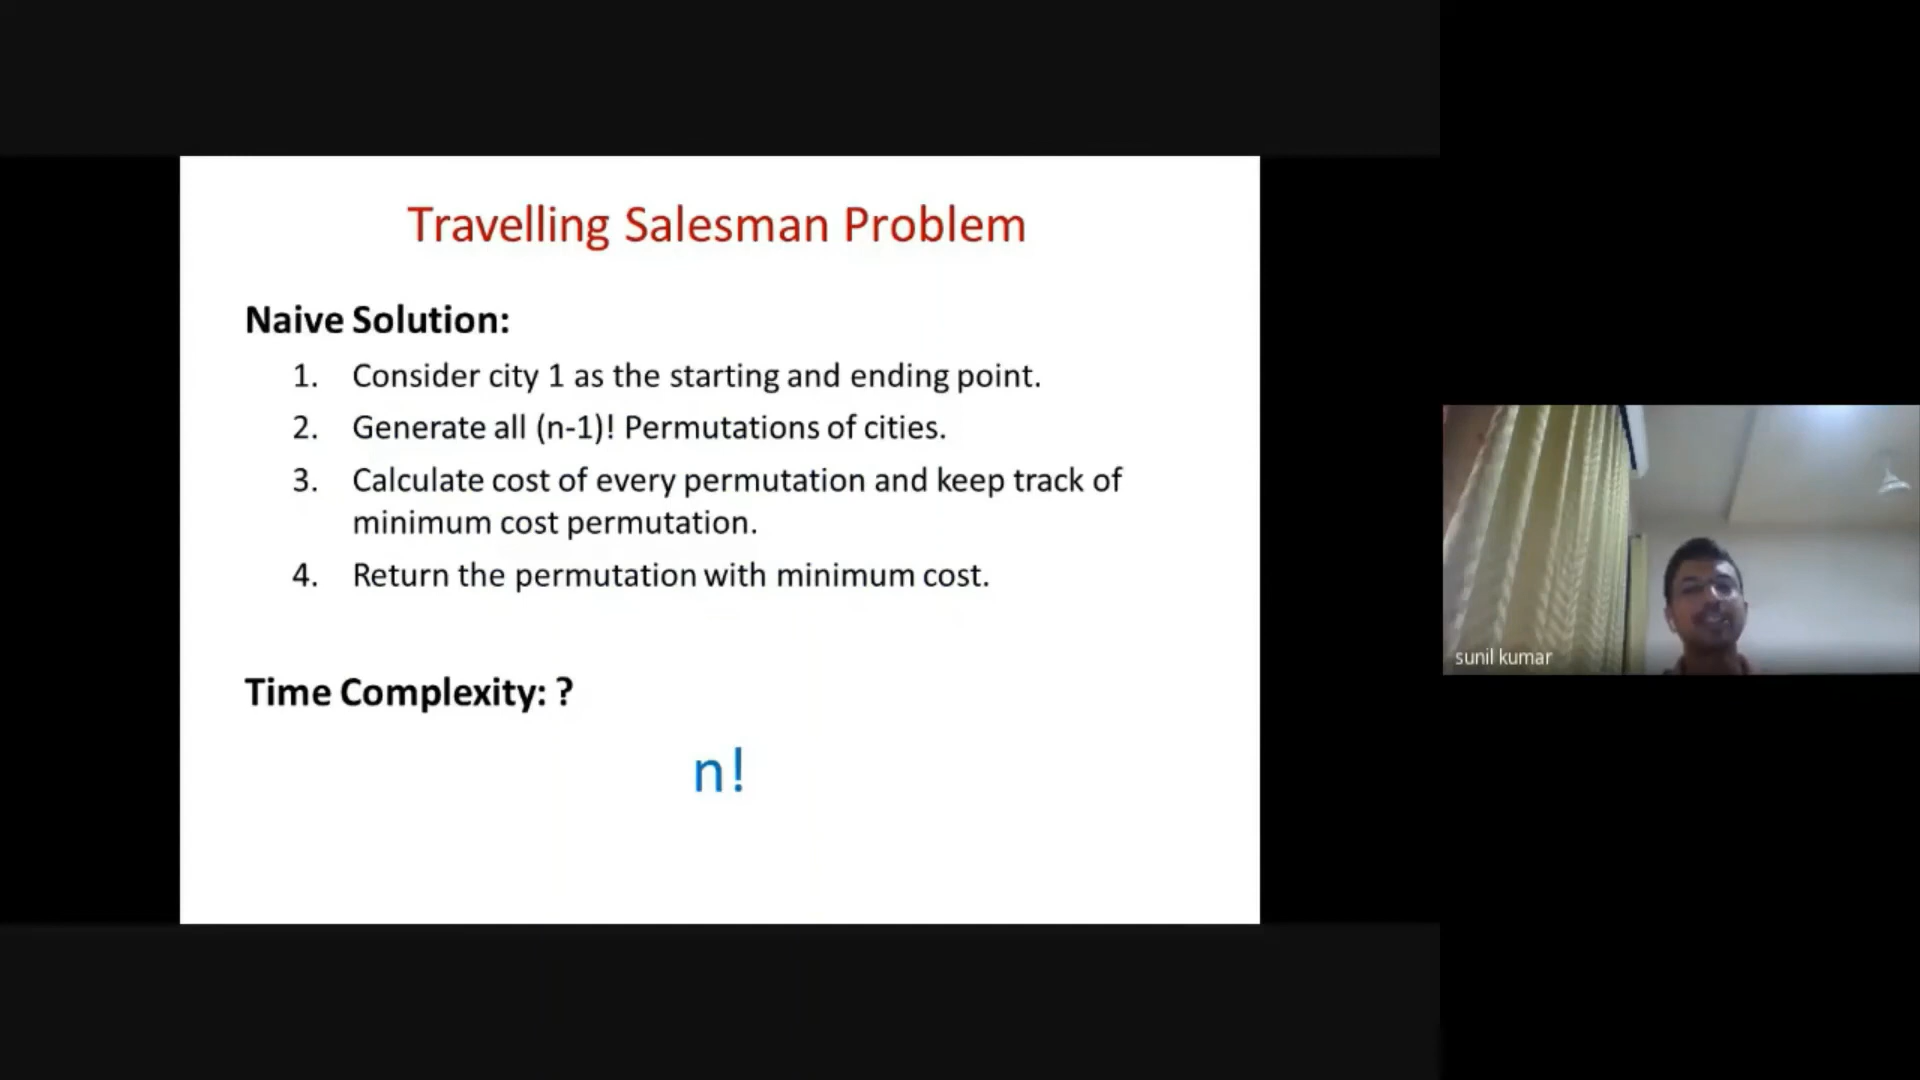 Travelling Salesman Problem
Naive Solution:
1. Consider city 1 as the starting and ending point.
2. Generate all (n-1)! Permutations of cities.
3. Calculate cost of every permutation and keep track of
minimum cost permutation.
4. Return the permutation with minimum cost.
Time Complexity: ?
n!
sunil kumar